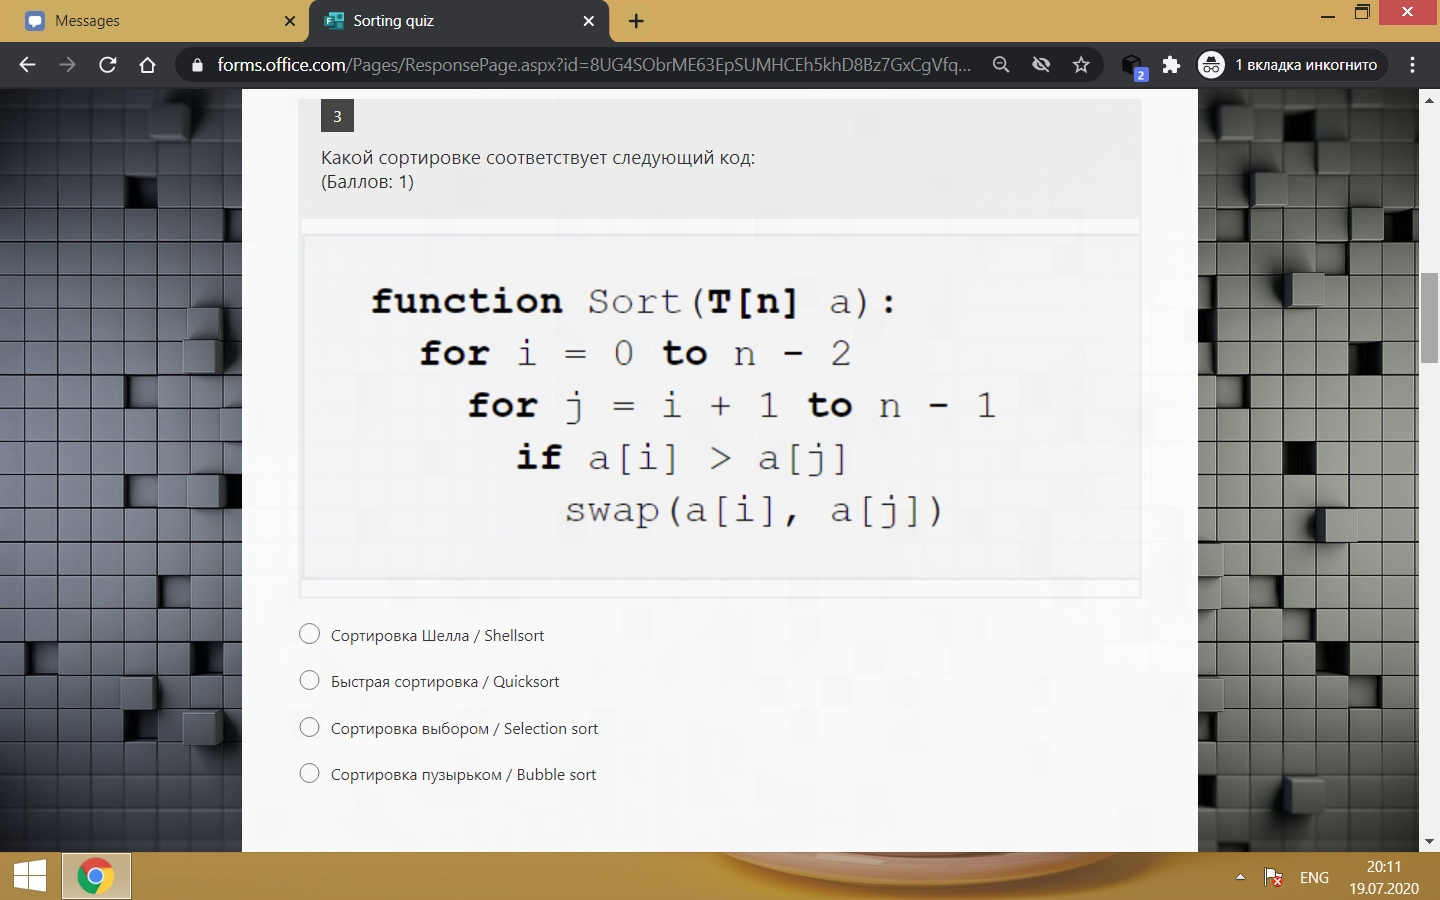 Messages
Sorting quiz
forms.office.com/Pages/ResponsePage.aspx?id=8UG4SObrME63EpSUMHCEh5khD8Bz7GxCgVfq...
2
1 вкладка инкогнито
3
Какой сортировке соответствует следующий код:
(Баллов: 1)
function Sort(T[n] a):
for i = 0 to n - 2
for j = i + 1 to n - 1
if a[i] > a[j]
swap(a[i], a[j])
Сортировка Шелла / Shellsort
Быстрая сортировка / Quicksort
Сортировка выбором / Selection sort
Сортировка пузырьком / Bubble sort
ENG
20:11
19.07.2020